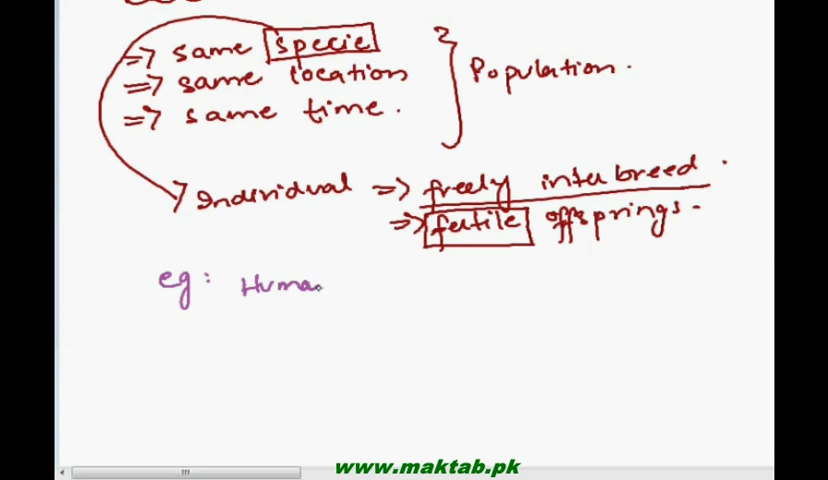 => same specie
=> same location
=> same time.
Population.
Individual => freely interbreed.
=> fertile offsprings.
eg: Huma
www.maktab.pk